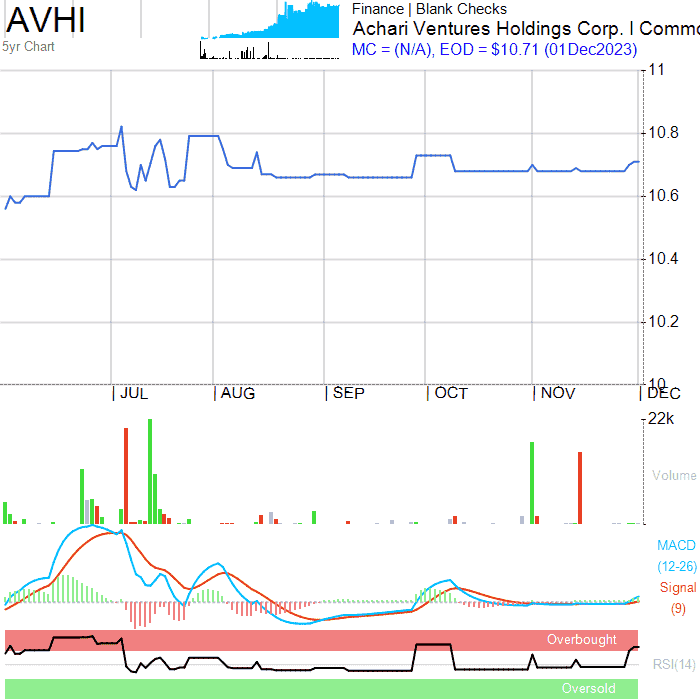 AVHI
5yr Chart
Finance | Blank Checks
Achari Ventures Holdings Corp. I Commo
MC = (N/A), EOD = $10.71 (01Dec2023)
11
10.8
10.6
10.4
10.2
10
JUL AUG SEP OCT NOV DEC
22k
Volume
MACD
(12-26)
Signal
(9)
Overbought
RSI(14)
Oversold